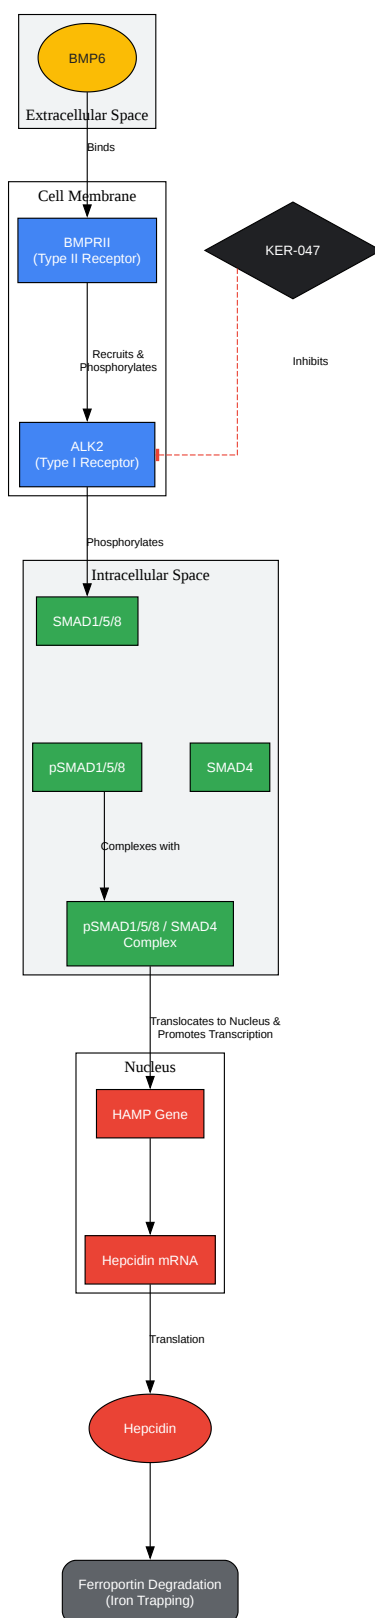 BMP6
Extracellular Space
Binds
Cell Membrane
BMPRII
(Type II Receptor)
KER-047
Recruits &
Phosphorylates
Inhibits
ALK2
(Type I Receptor)
Phosphorylates
Intracellular Space
SMAD1/5/8
pSMAD1/5/8
SMAD4
Complexes with
pSMAD1/5/8 / SMAD4
Complex
Translocates to Nucleus &
Promotes Transcription
Nucleus
HAMP Gene
Hepcidin mRNA
Translation
Hepcidin
Ferroportin Degradation
(Iron Trapping)